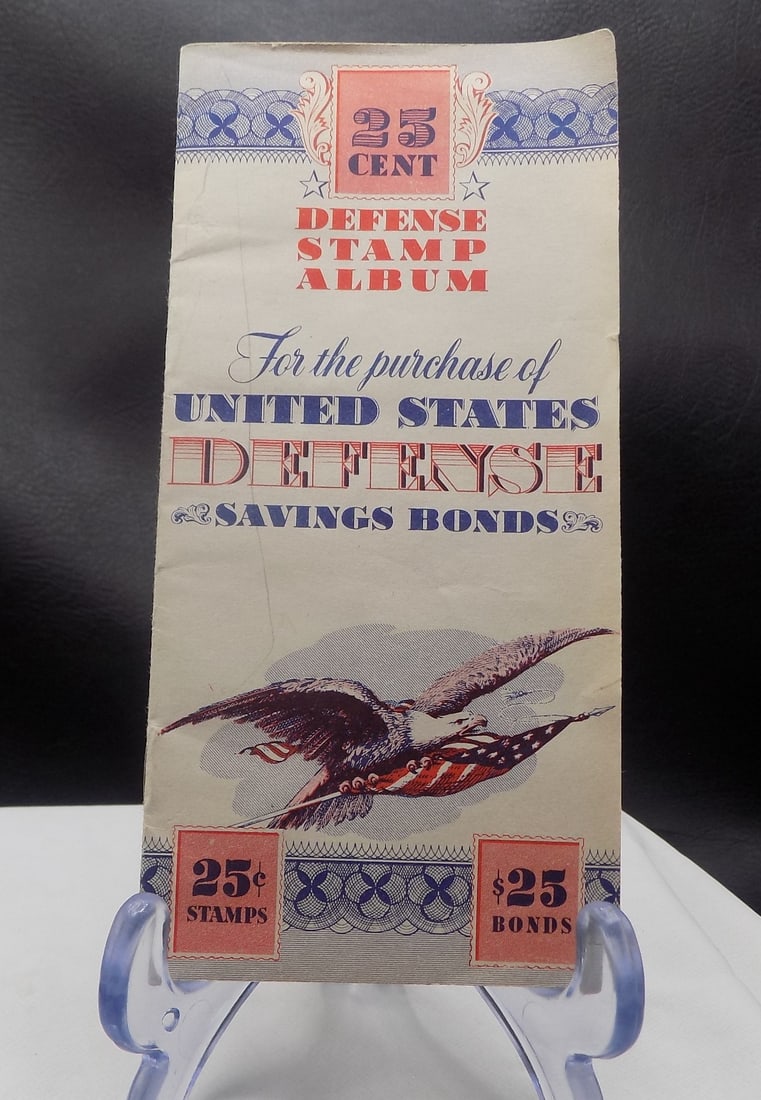 25
CENT
DEFENSE
STAMP
ALBUM
For the purchase of
UNITED STATES
DEFENSE
SAVINGS BONDS
25¢
STAMPS
$25
BONDS